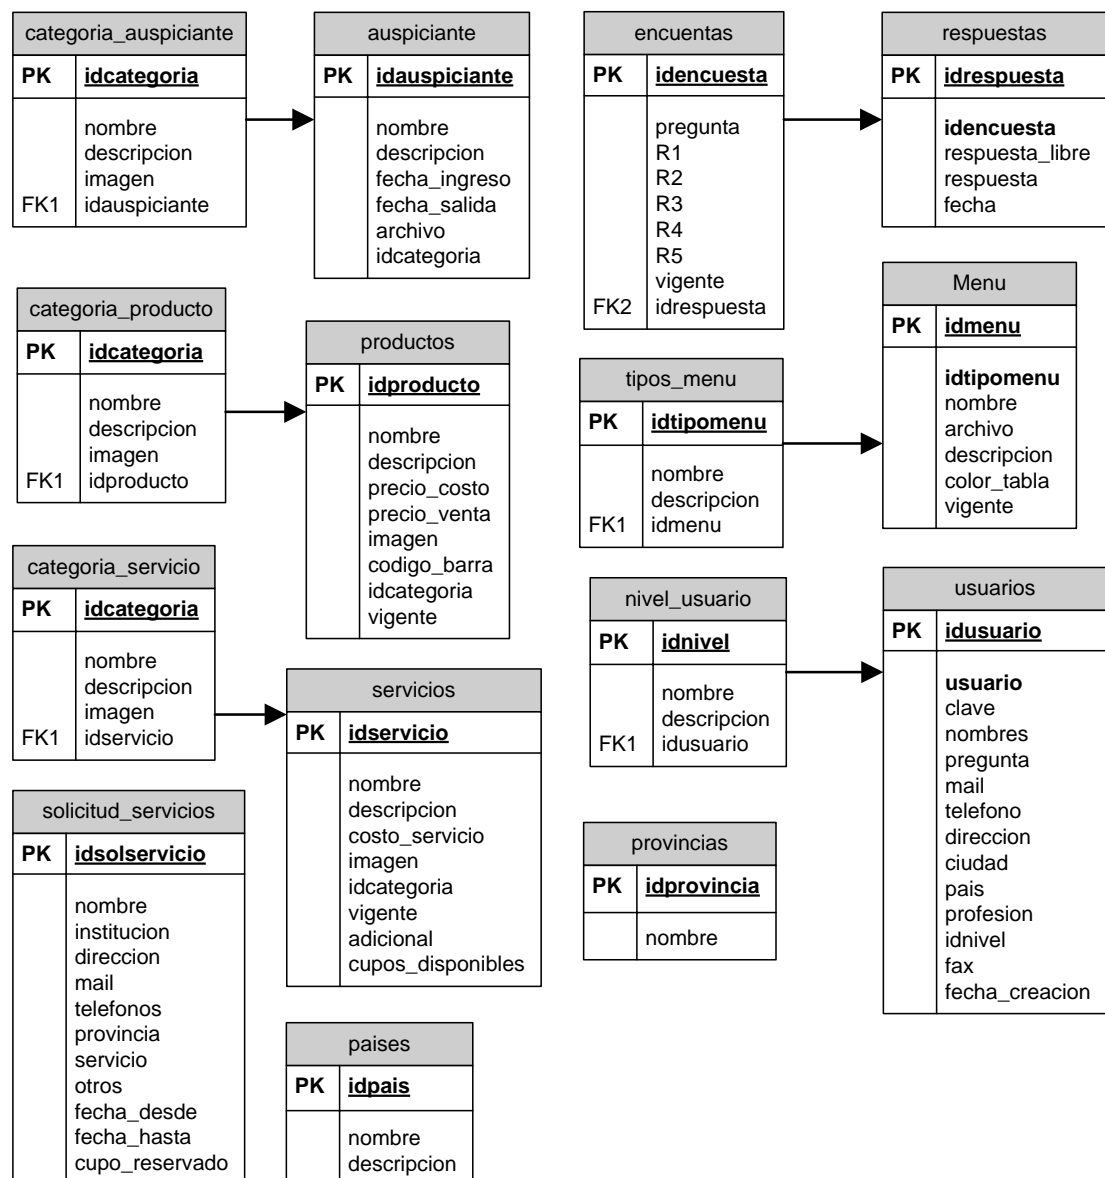 categoria_auspiciante
PK idcategoria
nombre
descripcion
imagen
FK1 idauspiciante
auspiciante
PK idauspiciante
nombre
descripcion
fecha_ingreso
fecha_salida
archivo
idcategoria
encuentas
PK idencuesta
pregunta
R1
R2
R3
R4
R5
vigente
FK2 idrespuesta
respuestas
PK idrespuesta
idencuesta
respuesta_libre
respuesta
fecha
categoria_producto
PK idcategoria
nombre
descripcion
imagen
FK1 idproducto
productos
PK idproducto
nombre
descripcion
precio_costo
precio_venta
imagen
codigo_barra
idcategoria
vigente
tipos_menu
PK idtipomenu
nombre
descripcion
FK1 idmenu
Menu
PK idmenu
idtipomenu
nombre
archivo
descripcion
color_tabla
vigente
categoria_servicio
PK idcategoria
nombre
descripcion
imagen
FK1 idservicio
servicios
PK idservicio
nombre
descripcion
costo_servicio
imagen
idcategoria
vigente
adicional
cupos_disponibles
nivel_usuario
PK idnivel
nombre
descripcion
FK1 idusuario
usuarios
PK idusuario
usuario
clave
nombres
pregunta
mail
telefono
direccion
ciudad
pais
profesion
idnivel
fax
fecha_creacion
solicitud_servicios
PK idsolservicio
nombre
institucion
direccion
mail
telefonos
provincia
servicio
otros
fecha_desde
fecha_hasta
cupo_reservado
paises
PK idpais
nombre
descripcion
provincias
PK idprovincia
nombre